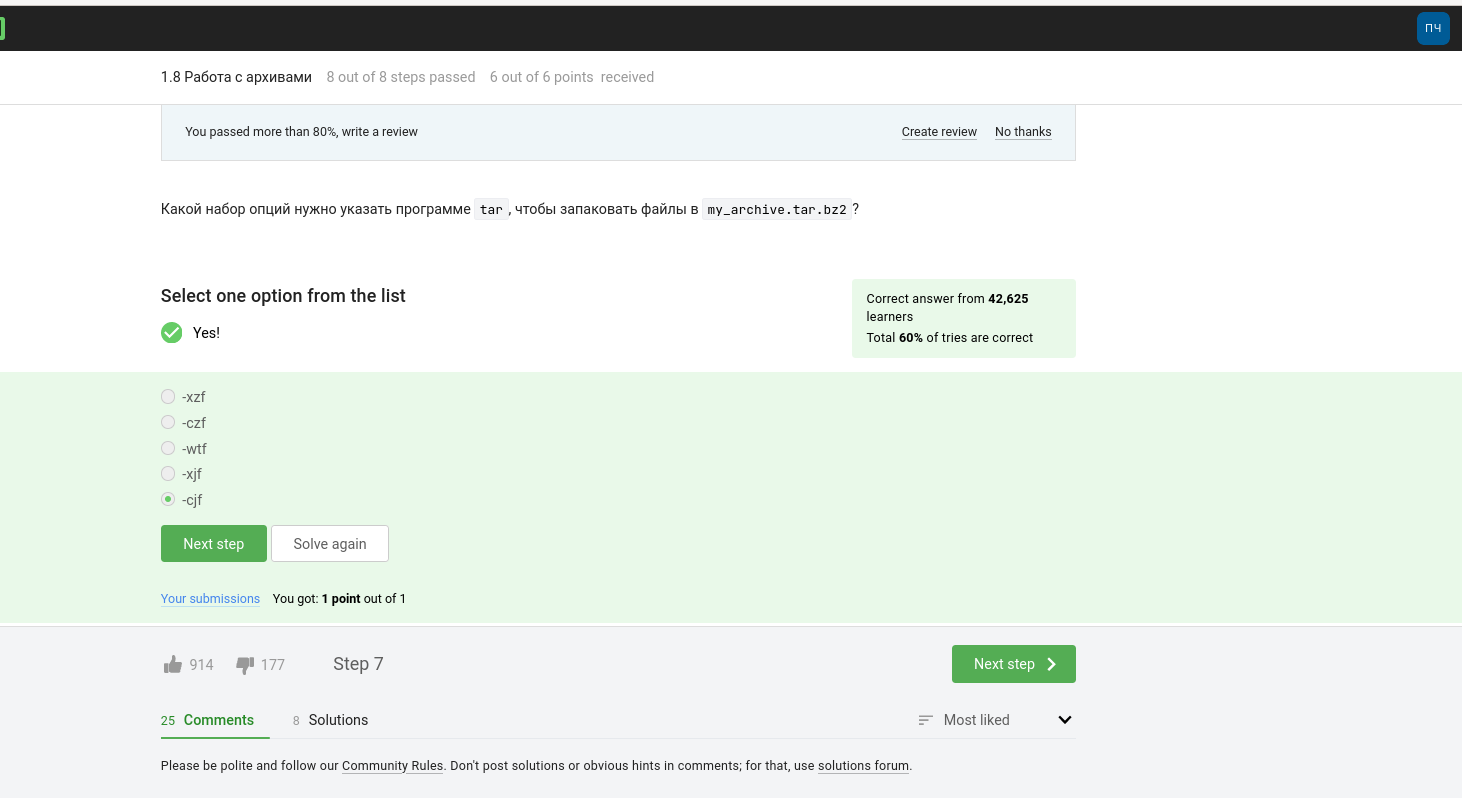 ПЧ
1.8 Работа с архивами 8 out of 8 steps passed 6 out of 6 points received
You passed more than 80%, write a review Create review No thanks
Какой набор опций нужно указать программе tar, чтобы запаковать файлы в my_archive.tar.bz2?
Select one option from the list
Yes!
Correct answer from 42,625
learners
Total 60% of tries are correct
-xzf
-czf
-wtf
-xjf
-cjf
Next step Solve again
Your submissions You got: 1 point out of 1
914 177 Step 7 Next step
25 Comments 8 Solutions Most liked
Please be polite and follow our Community Rules. Don't post solutions or obvious hints in comments; for that, use solutions forum.